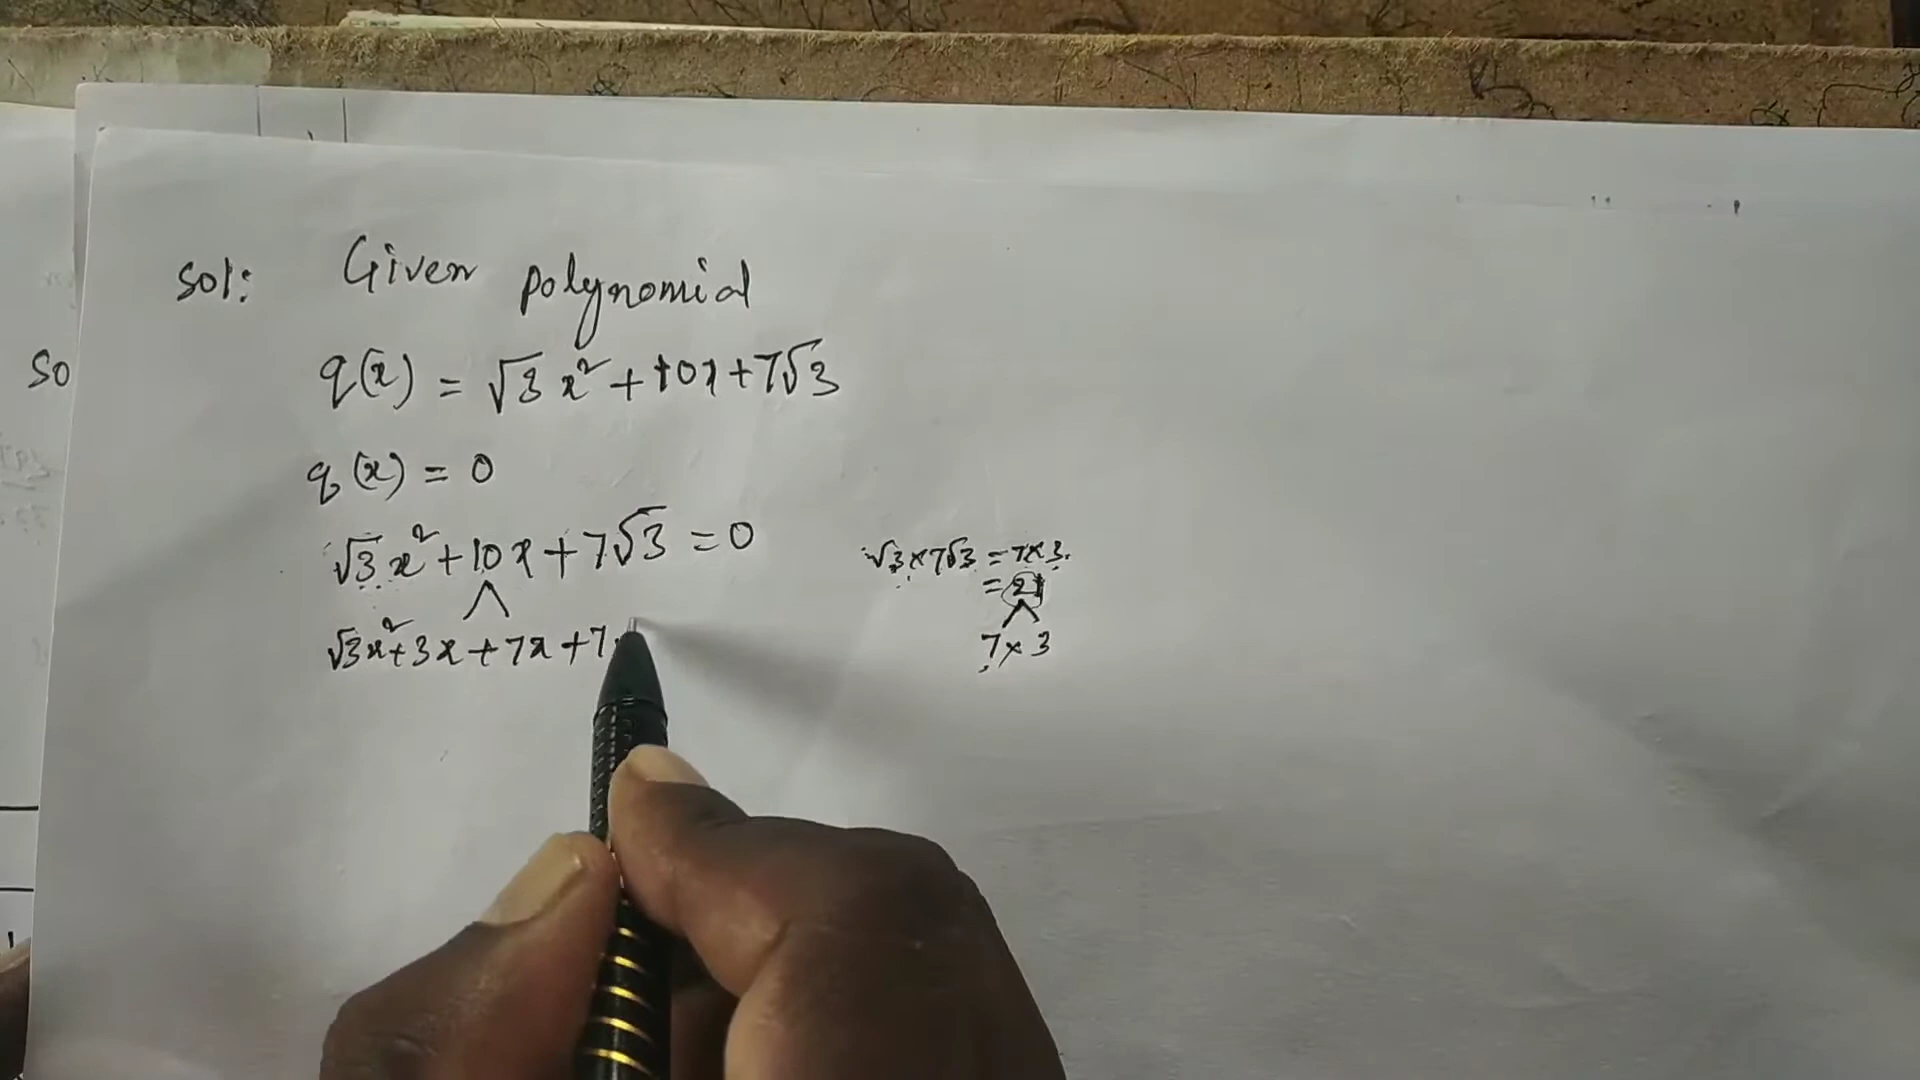 Sol: Given polynomial
q(x) = √3 x² + 10x + 7√3
So
q(x) = 0
√3 x² + 10x + 7√3 = 0
√3x² + 3x + 7x + 7
√3 × 7√3 = 7 × 3
= 21
7 × 3